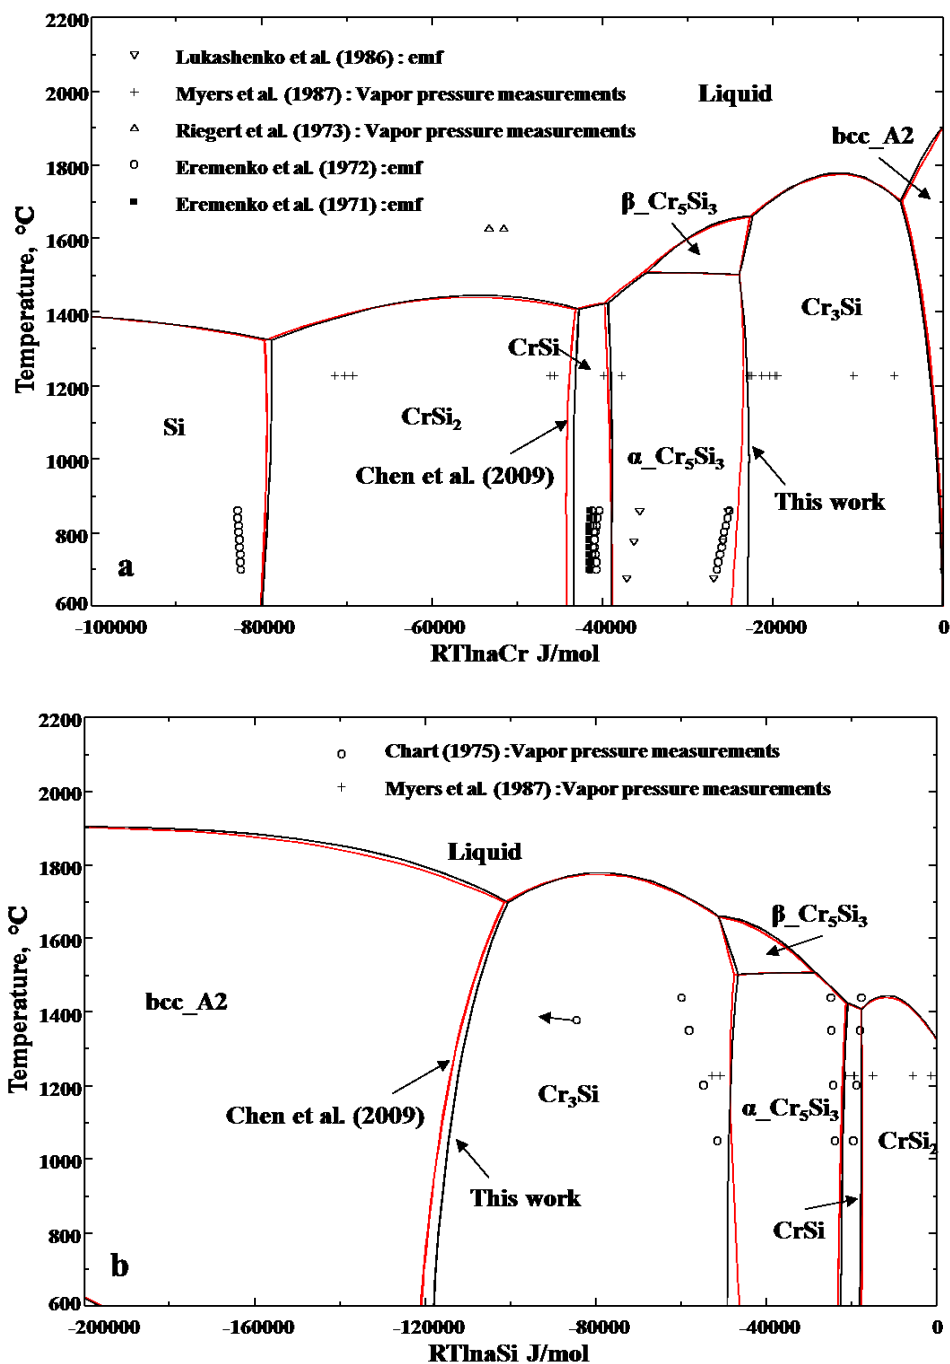 2200
2000
1800
1600
1400
1200
1000
800
600
Temperature, °C
Lukashenko et al. (1986) : emf
Myers et al. (1987) : Vapor pressure measurements
Riegert et al. (1973) : Vapor pressure measurements
Eremenko et al. (1972) :emf
Eremenko et al. (1971) :emf
Liquid
bcc_A2
β_Cr5Si3
Cr3Si
CrSi
Si
CrSi2
α_Cr5Si3
Chen et al. (2009)
This work
a
-100000 -80000 -60000 -40000 -20000 0
RTlnaCr J/mol
2200
2000
1800
1600
1400
1200
1000
800
600
Temperature, °C
Chart (1975) :Vapor pressure measurements
Myers et al. (1987) :Vapor pressure measurements
Liquid
β_Cr5Si3
bcc_A2
Cr3Si
Chen et al. (2009)
α_Cr5Si3
CrSi2
This work
CrSi
b
-200000 -160000 -120000 -80000 -40000 0
RTlnaSi J/mol